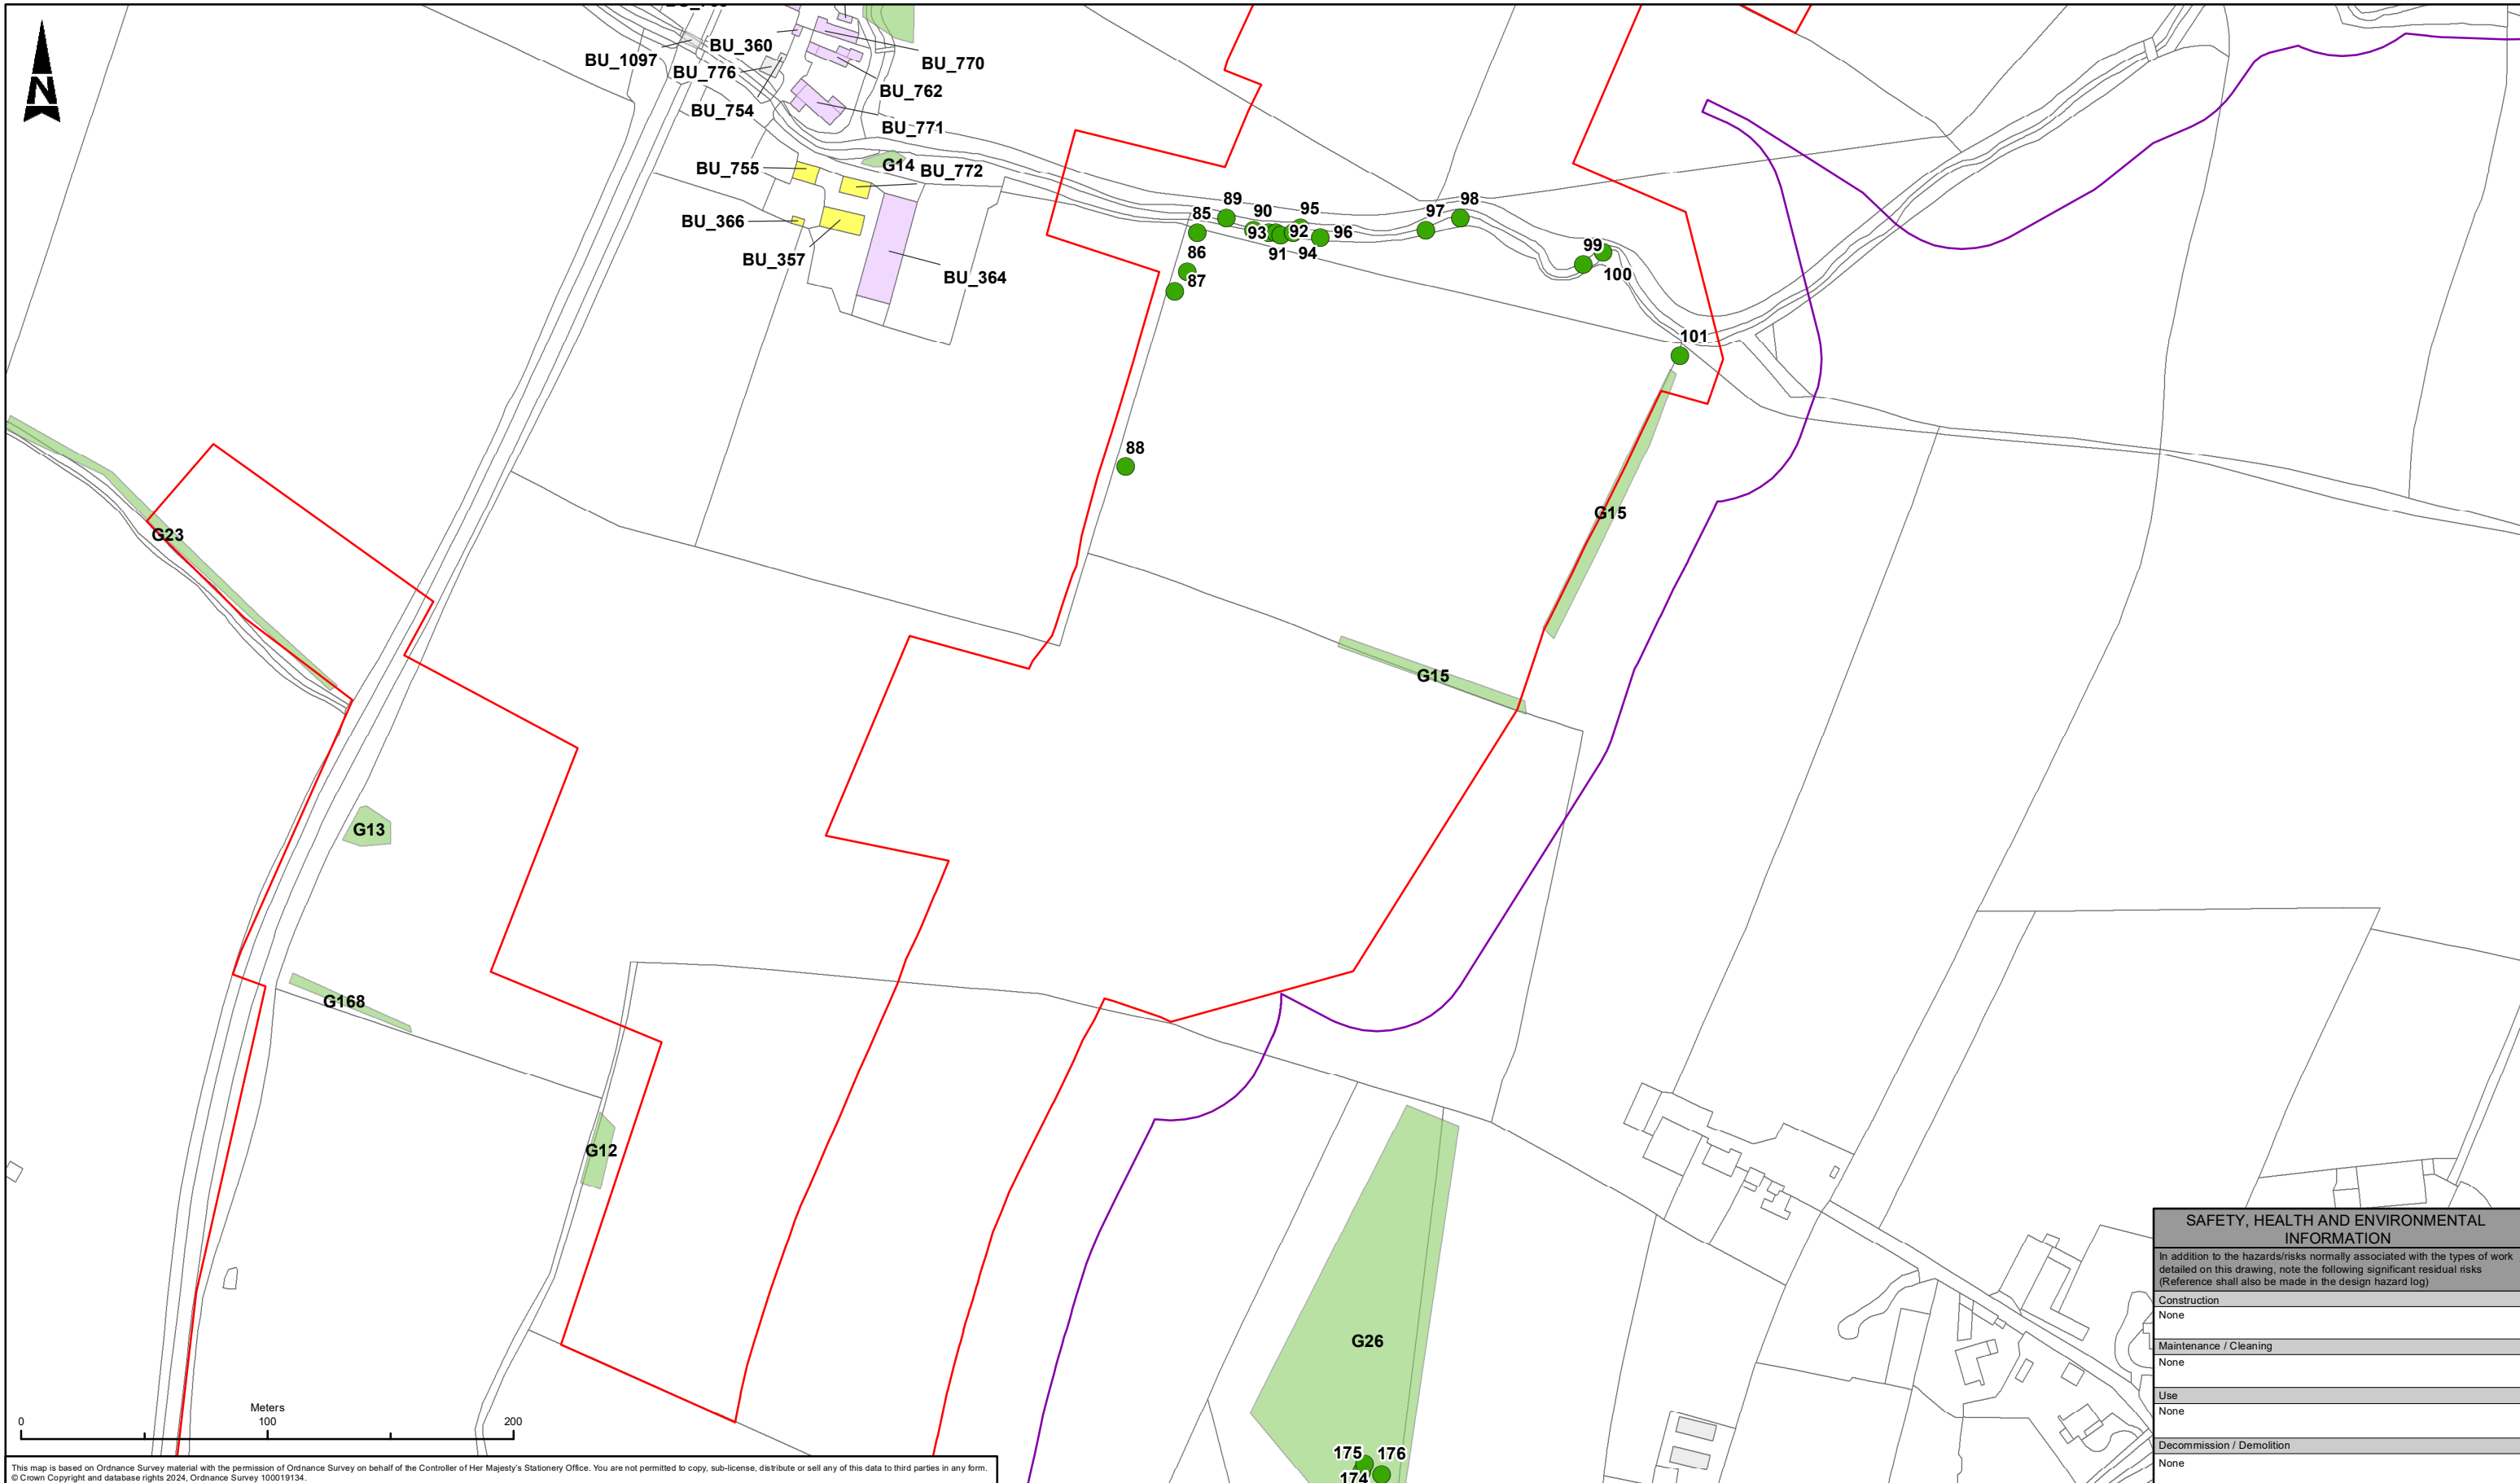 N
BU_1097
BU_360
BU_776
BU_754
BU_770
BU_762
BU_771
G14
BU_755
BU_772
BU_366
BU_357
BU_364
85
89
90
95
93
92
91
94
96
97
98
86
87
99
100
101
88
G23
G15
G15
G13
G168
G12
G26
175
176
174
Meters
0
100
200
This map is based on Ordnance Survey material with the permission of Ordnance Survey on behalf of the Controller of Her Majesty's Stationery Office. You are not permitted to copy, sub-license, distribute or sell any of this data to third parties in any form.
© Crown Copyright and database rights 2024, Ordnance Survey 100019134.
SAFETY, HEALTH AND ENVIRONMENTAL
INFORMATION
In addition to the hazards/risks normally associated with the types of work
detailed on this drawing, note the following significant residual risks
(Reference shall also be made in the design hazard log)
Construction
None
Maintenance / Cleaning
None
Use
None
Decommission / Demolition
None